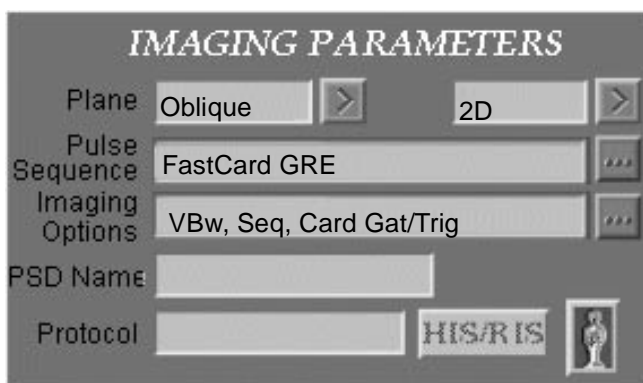 IMAGING PARAMETERS
Plane Oblique > 2D >
Pulse Sequence FastCard GRE ...
Imaging Options VBw, Seq, Card Gat/Trig ...
PSD Name
Protocol HIS/RIS